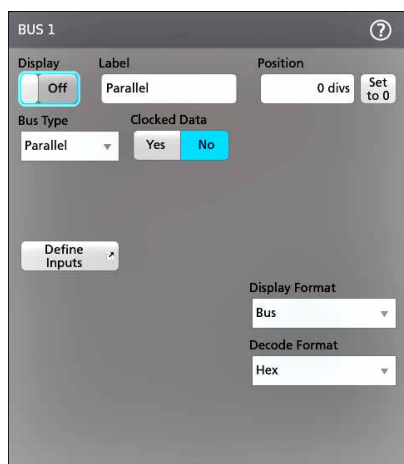 BUS 1
?
Display Label Position
Off Parallel 0 divs Set
to 0
Bus Type Clocked Data
Parallel Yes No
Define
Inputs
Display Format
Bus
Decode Format
Hex